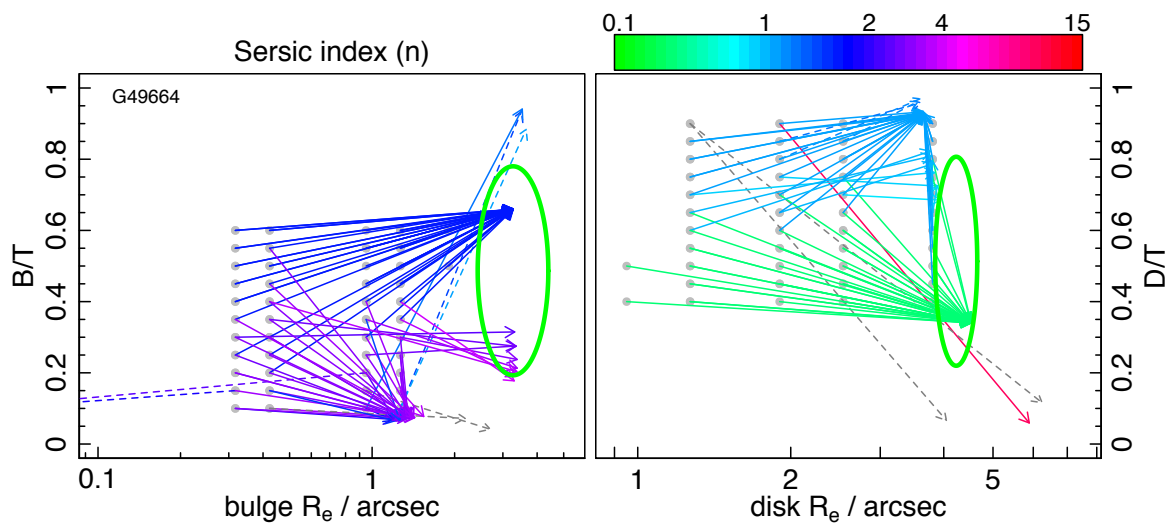 Sersic index (n)
0.1 1 2 4 15
G49664
B/T
0 0.2 0.4 0.6 0.8 1
0.1 1
bulge Re / arcsec
1 2 5
disk Re / arcsec
D/T
0 0.2 0.4 0.6 0.8 1